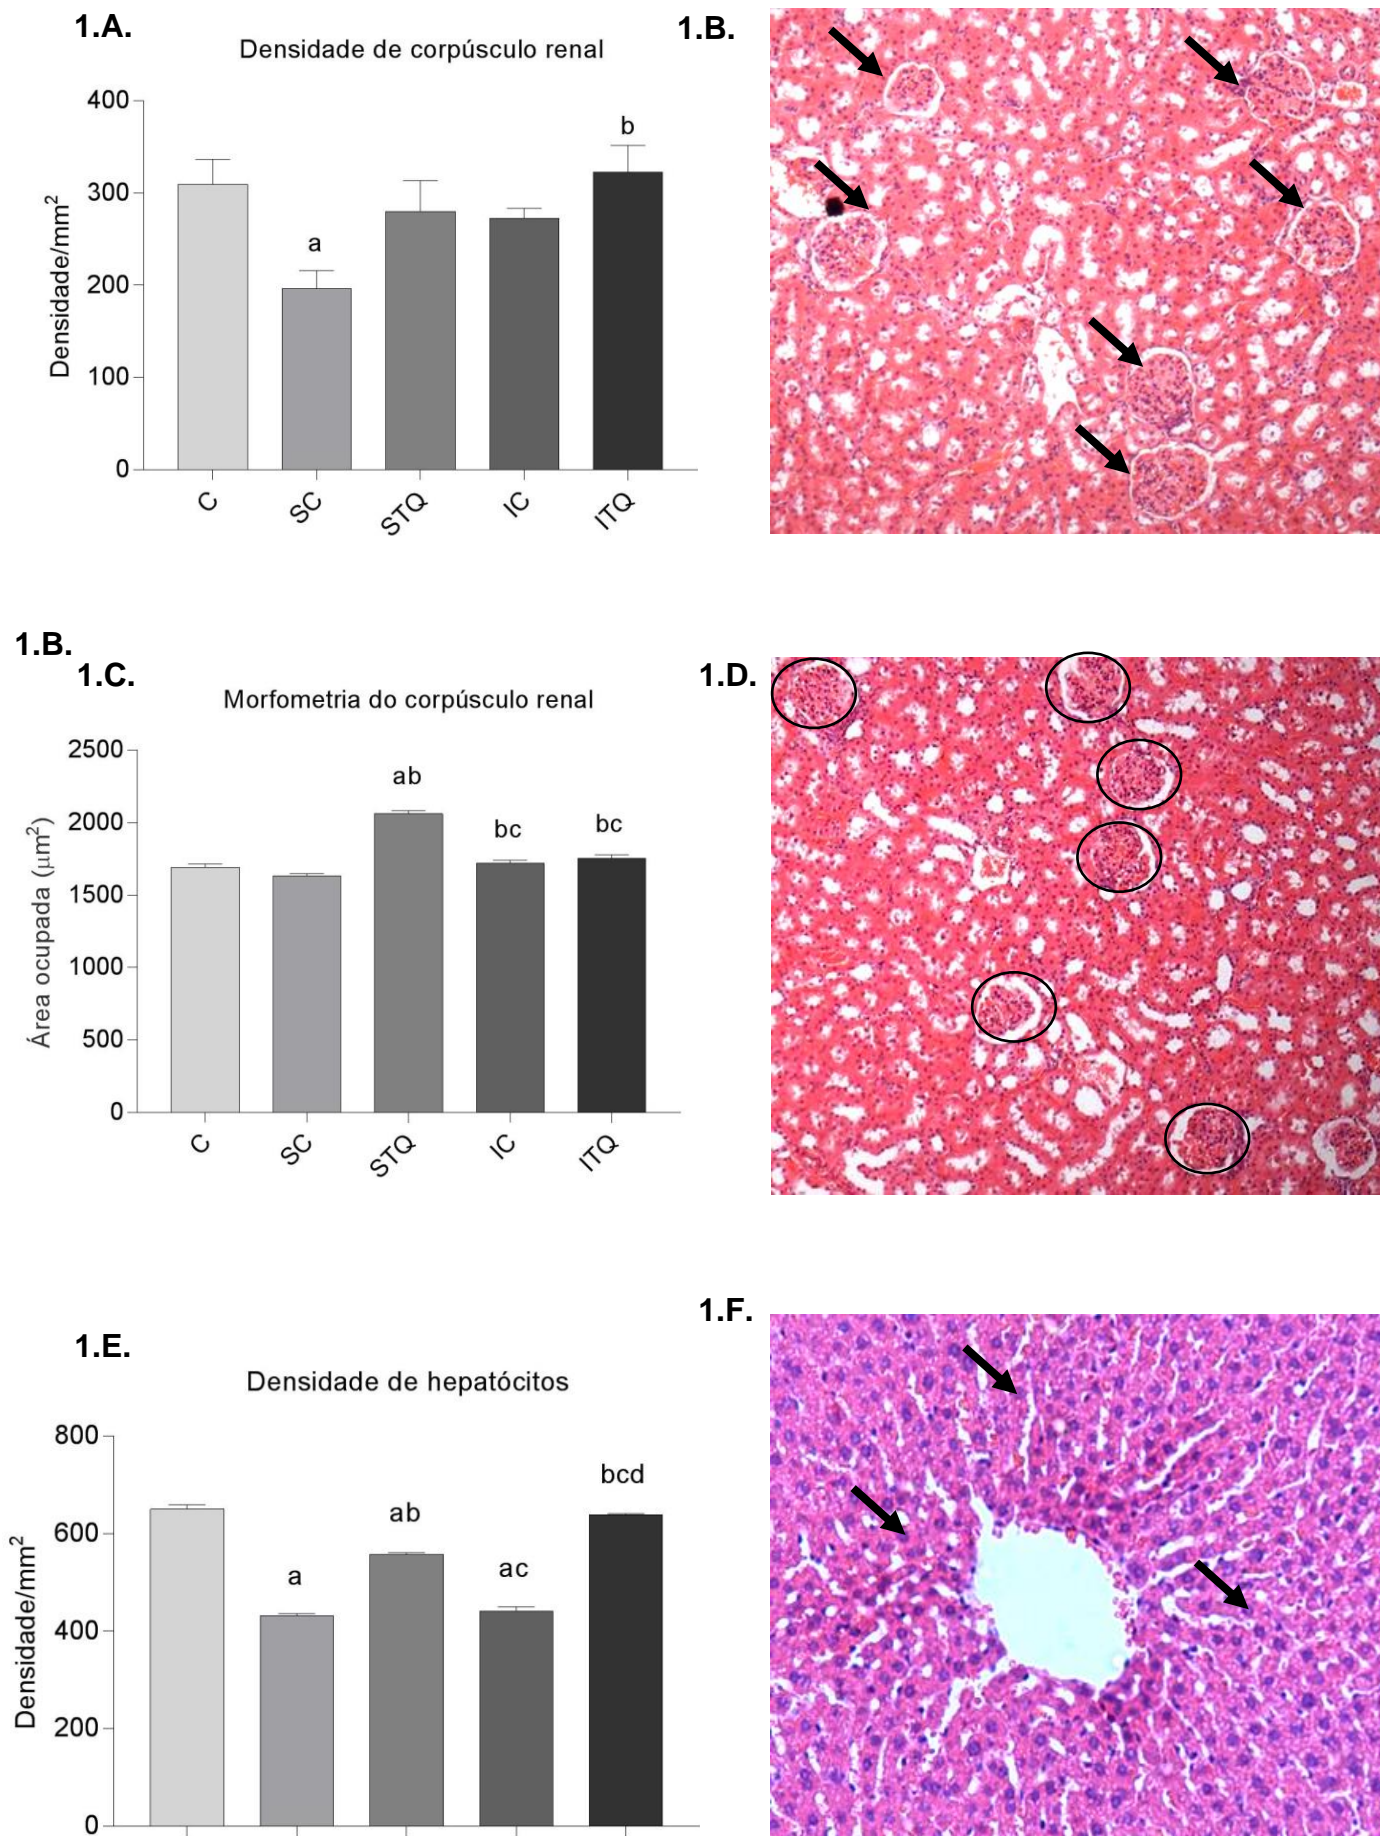 1.A.
Densidade de corpúsculo renal
Densidade/mm²
400
300
200
100
0
a
b
C
SC
STQ
IC
ITQ
1.B.
1.B.
1.C.
Morfometria do corpúsculo renal
Área ocupada (μm²)
2500
2000
1500
1000
500
0
ab
bc
bc
C
SC
STQ
IC
ITQ
1.D.
1.E.
Densidade de hepatócitos
Densidade/mm²
800
600
400
200
0
a
ab
ac
bcd
1.F.